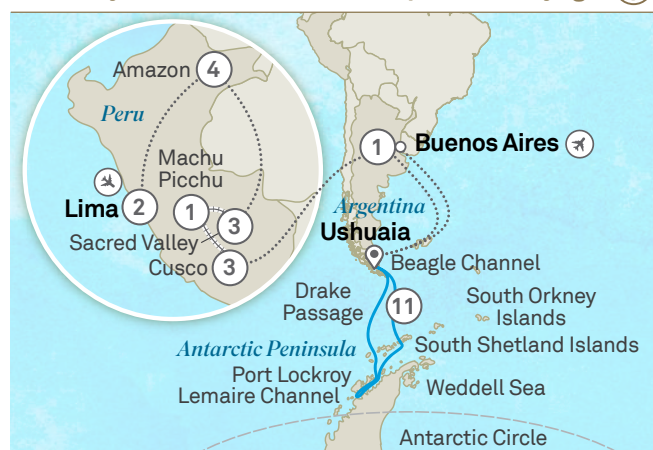 Amazon 4
Peru
Machu
Picchu
Lima 2
1
3
Sacred Valley
Cusco 3
1 Buenos Aires
Argentina
Ushuaia
Beagle Channel
Drake
Passage
11
South Orkney
Islands
Antarctic Peninsula
South Shetland Islands
Port Lockroy
Lemaire Channel
Weddell Sea
Antarctic Circle